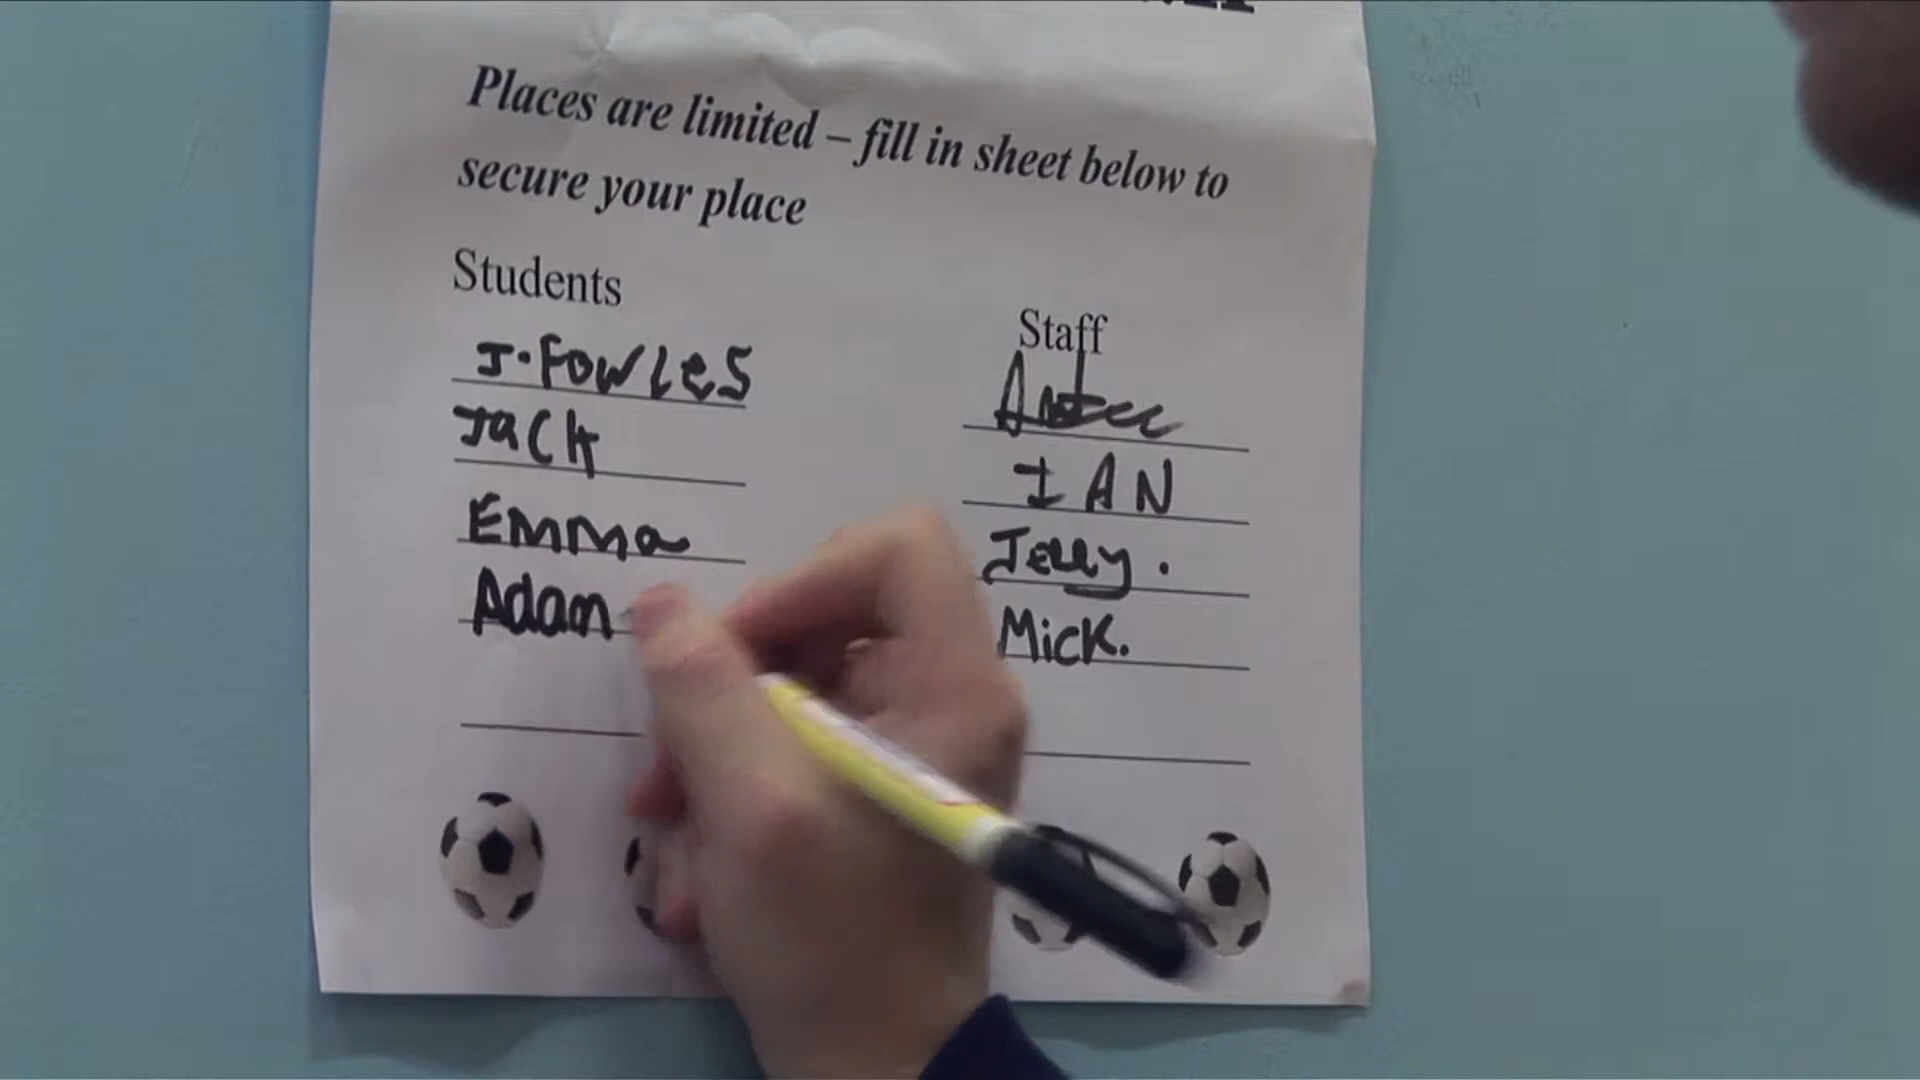 Places are limited – fill in sheet below to
secure your place
Students
J. FOWLES
JACK
Emma
Adam
Staff
IAN
Jerry.
Mick.